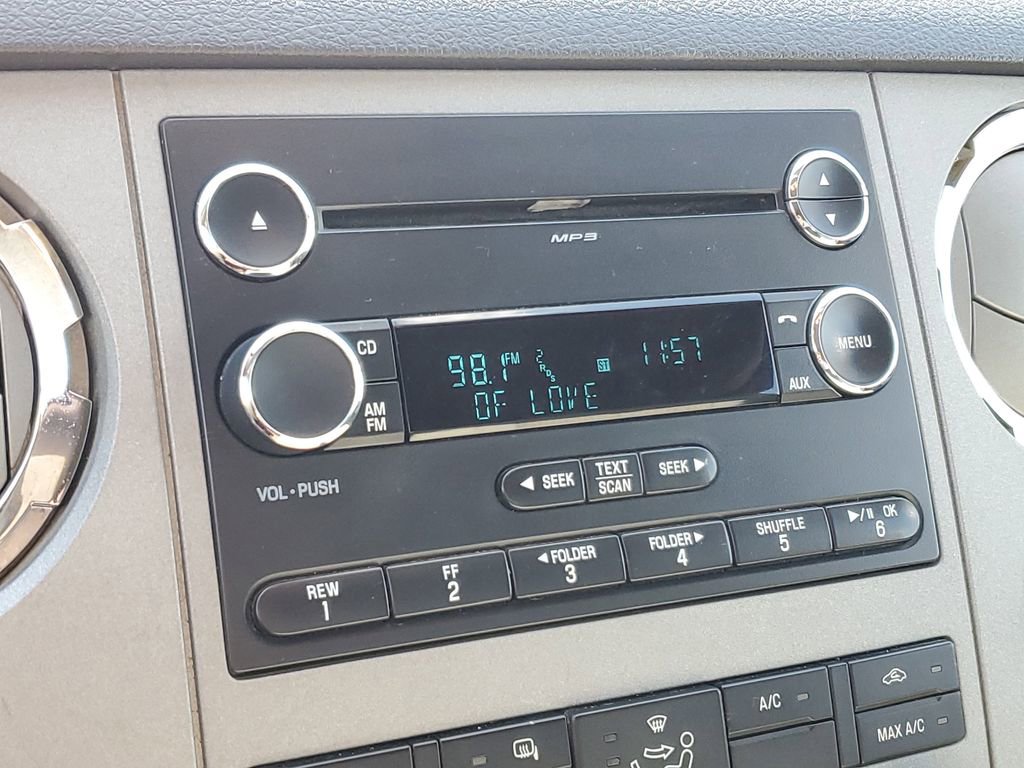 MP3
CD
98.1 FM 2 RDS ST 11:57
MENU
OF LOVE
AUX
AM
FM
VOL • PUSH
◄ SEEK
TEXT
SCAN
SEEK ►
REW
1
FF
2
◄ FOLDER
3
FOLDER ►
4
SHUFFLE
5
►/II OK
6
A/C
MAX A/C